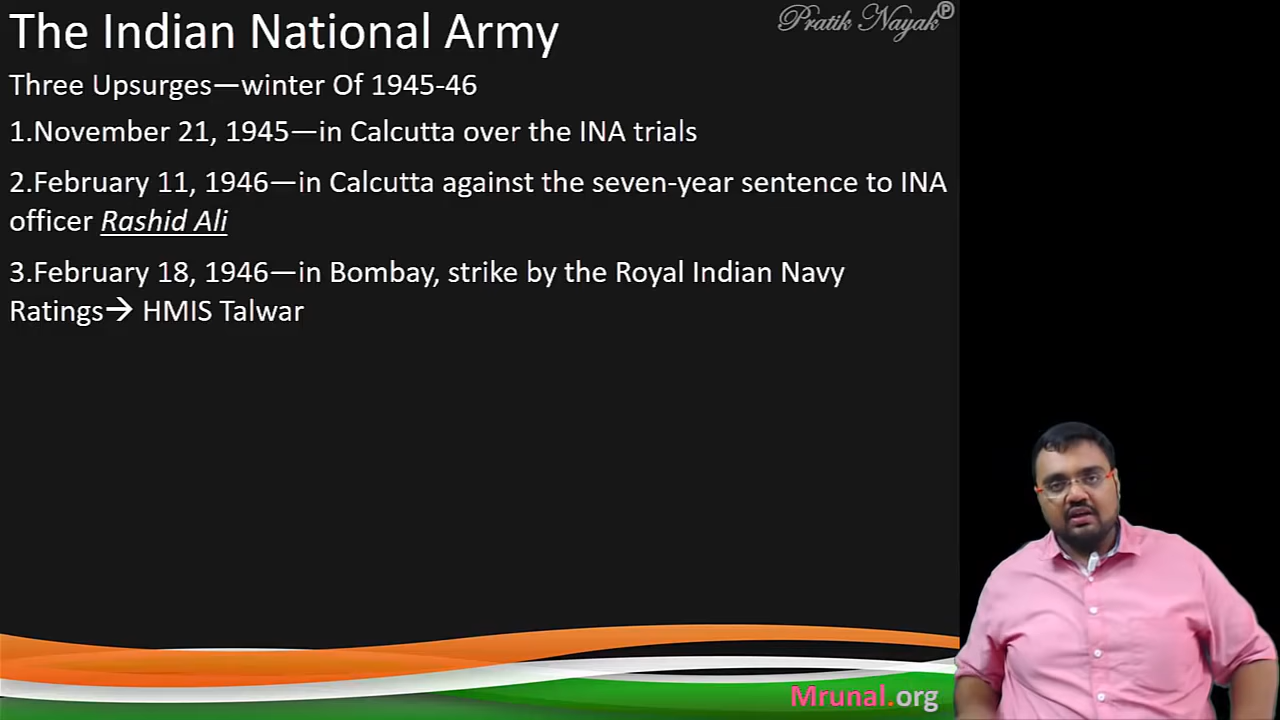 The Indian National Army
Pratik Nayak℗
Three Upsurges—winter Of 1945-46
1.November 21, 1945—in Calcutta over the INA trials
2.February 11, 1946—in Calcutta against the seven-year sentence to INA
officer Rashid Ali
3.February 18, 1946—in Bombay, strike by the Royal Indian Navy
Ratings→ HMIS Talwar
Mrunal.org